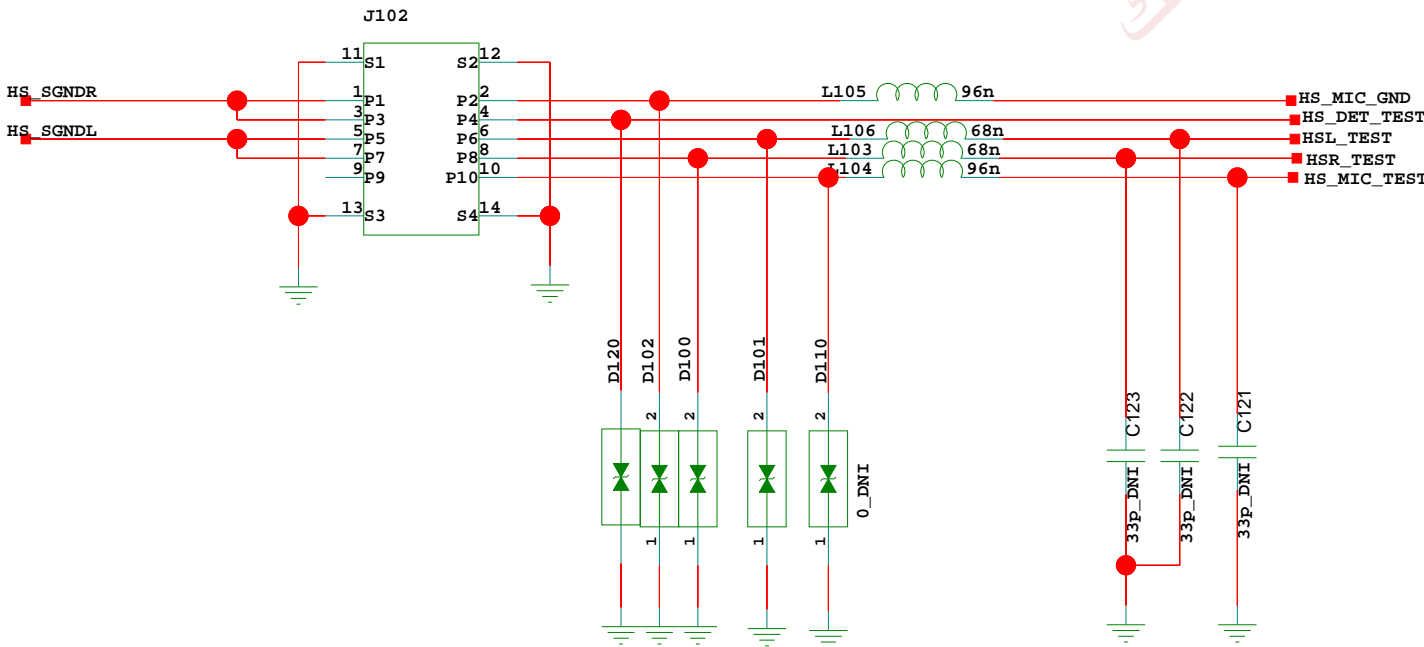 J102
11 S1 S2 12
HS_SGNDR 1 P1 P2 2 L105 96n HS_MIC_GND
3 P3 P4 4 HS_DET_TEST
HS_SGNDL 5 P5 P6 6 L106 68n HSL_TEST
7 P7 P8 8 L103 68n HSR_TEST
9 P9 P10 10 L104 96n HS_MIC_TEST
13 S3 S4 14
D120 D102 D100 D101 D110
2 2 2 2
C123 C122 C121
0_DNI
33p_DNI 33p_DNI 33p_DNI
1 1 1 1